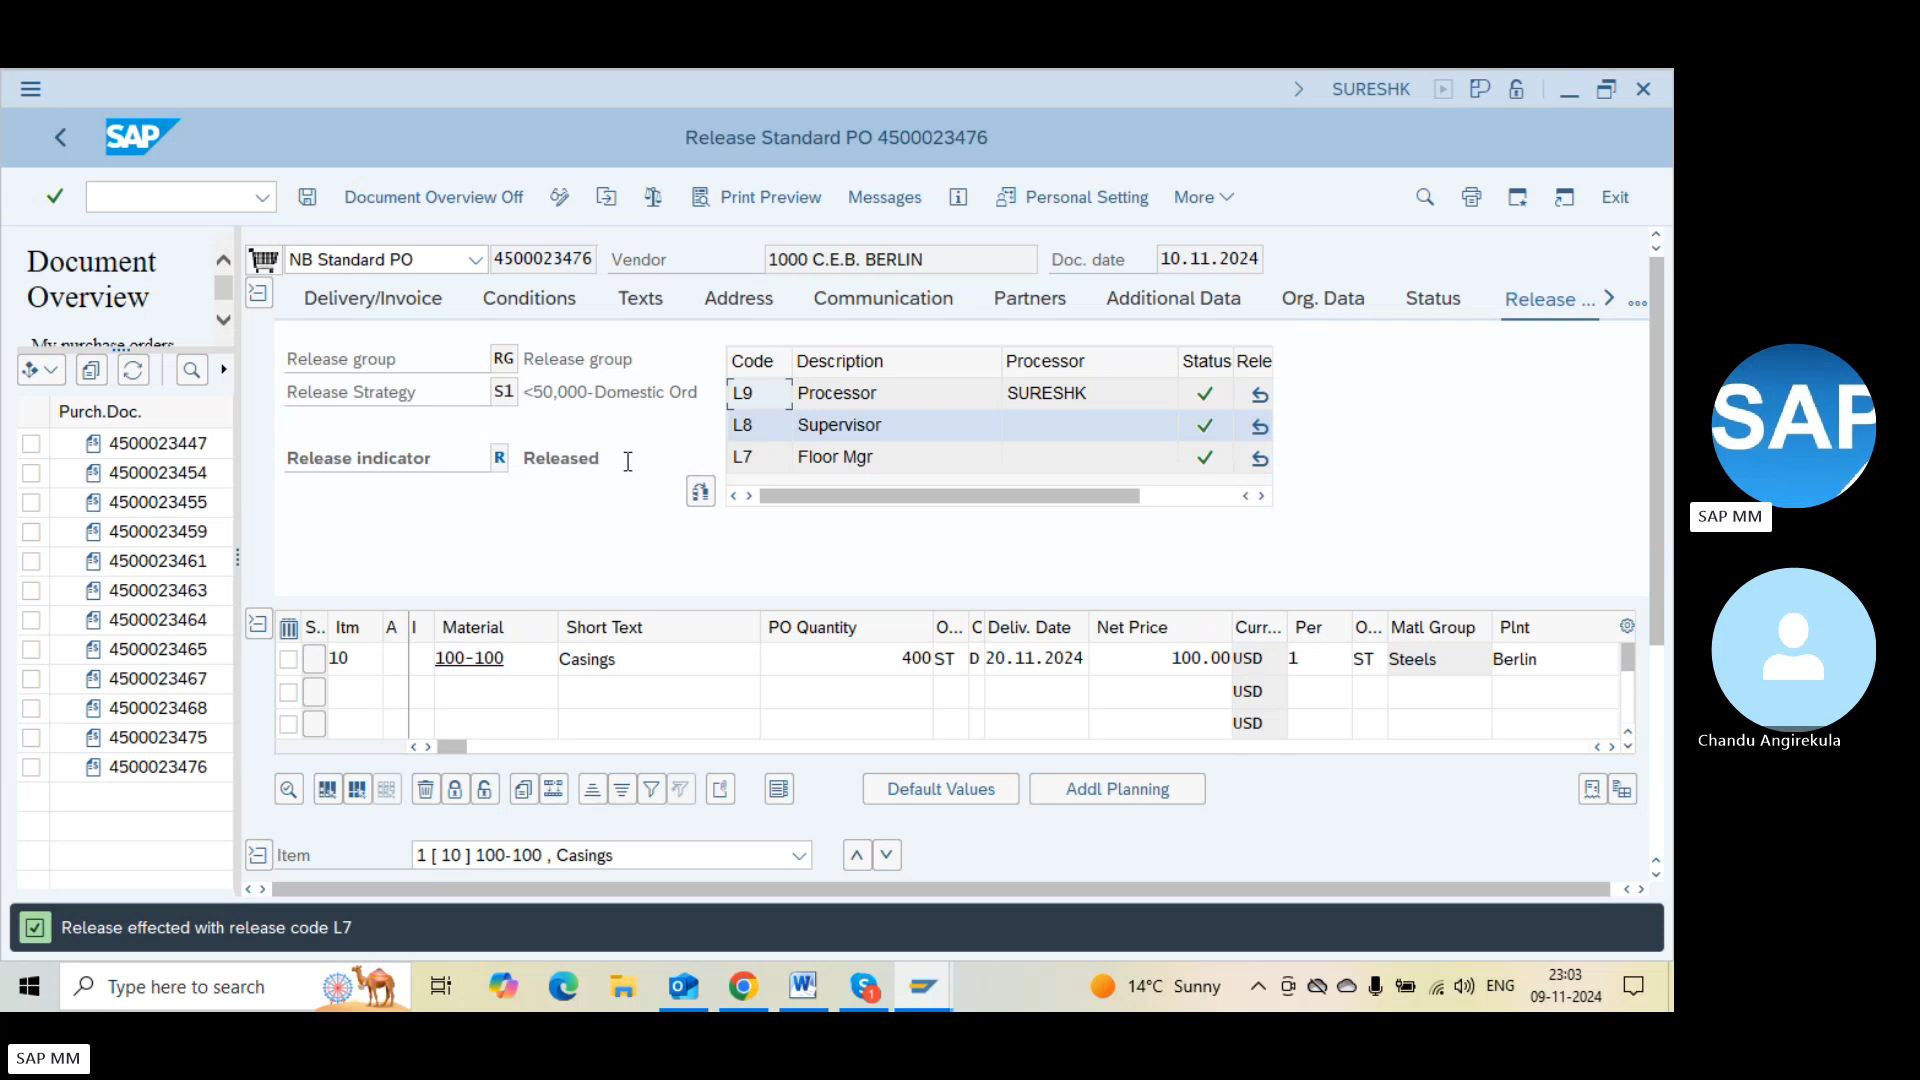 SURESHK
SAP
Release Standard PO 4500023476
Document Overview Off
Print Preview
Messages
Personal Setting
More
Exit
Document
Overview
My purchase orders
NB Standard PO
4500023476
Vendor
1000 C.E.B. BERLIN
Doc. date
10.11.2024
Delivery/Invoice
Conditions
Texts
Address
Communication
Partners
Additional Data
Org. Data
Status
Release ...
Release group RG Release group
Release Strategy S1 <50,000-Domestic Ord
Release indicator R Released
Code Description Processor Status Rele
L9 Processor SURESHK
L8 Supervisor
L7 Floor Mgr
Purch.Doc.
4500023447
4500023454
4500023455
4500023459
4500023461
4500023463
4500023464
4500023465
4500023467
4500023468
4500023475
4500023476
S.. Itm A I Material Short Text PO Quantity O... C Deliv. Date Net Price Curr... Per O... Matl Group Plnt
10 100-100 Casings 400 ST D 20.11.2024 100.00 USD 1 ST Steels Berlin
USD
USD
Default Values
Addl Planning
Item
1 [ 10 ] 100-100 , Casings
Release effected with release code L7
Type here to search
1
14°C Sunny
ENG
23:03
09-11-2024
SAP
SAP MM
Chandu Angirekula
SAP MM